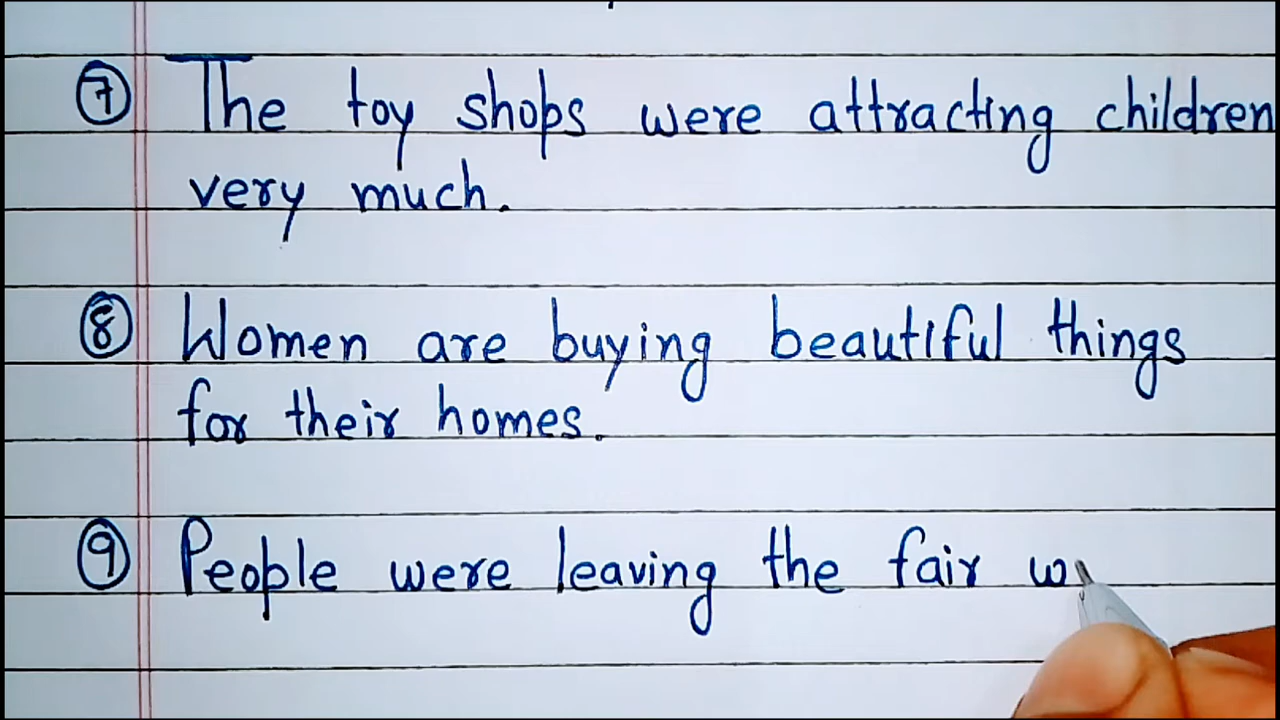 ⑦ The toy shops were attracting children
very much.
⑧ Women are buying beautiful things
for their homes.
⑨ People were leaving the fair w